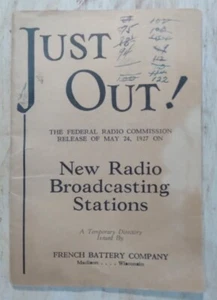 JUST
OUT!
THE FEDERAL RADIO COMMISSION
RELEASE OF MAY 24, 1927 ON
New Radio
Broadcasting
Stations
A Temporary Directory
Issued By
FRENCH BATTERY COMPANY
Madison . . . Wisconsin